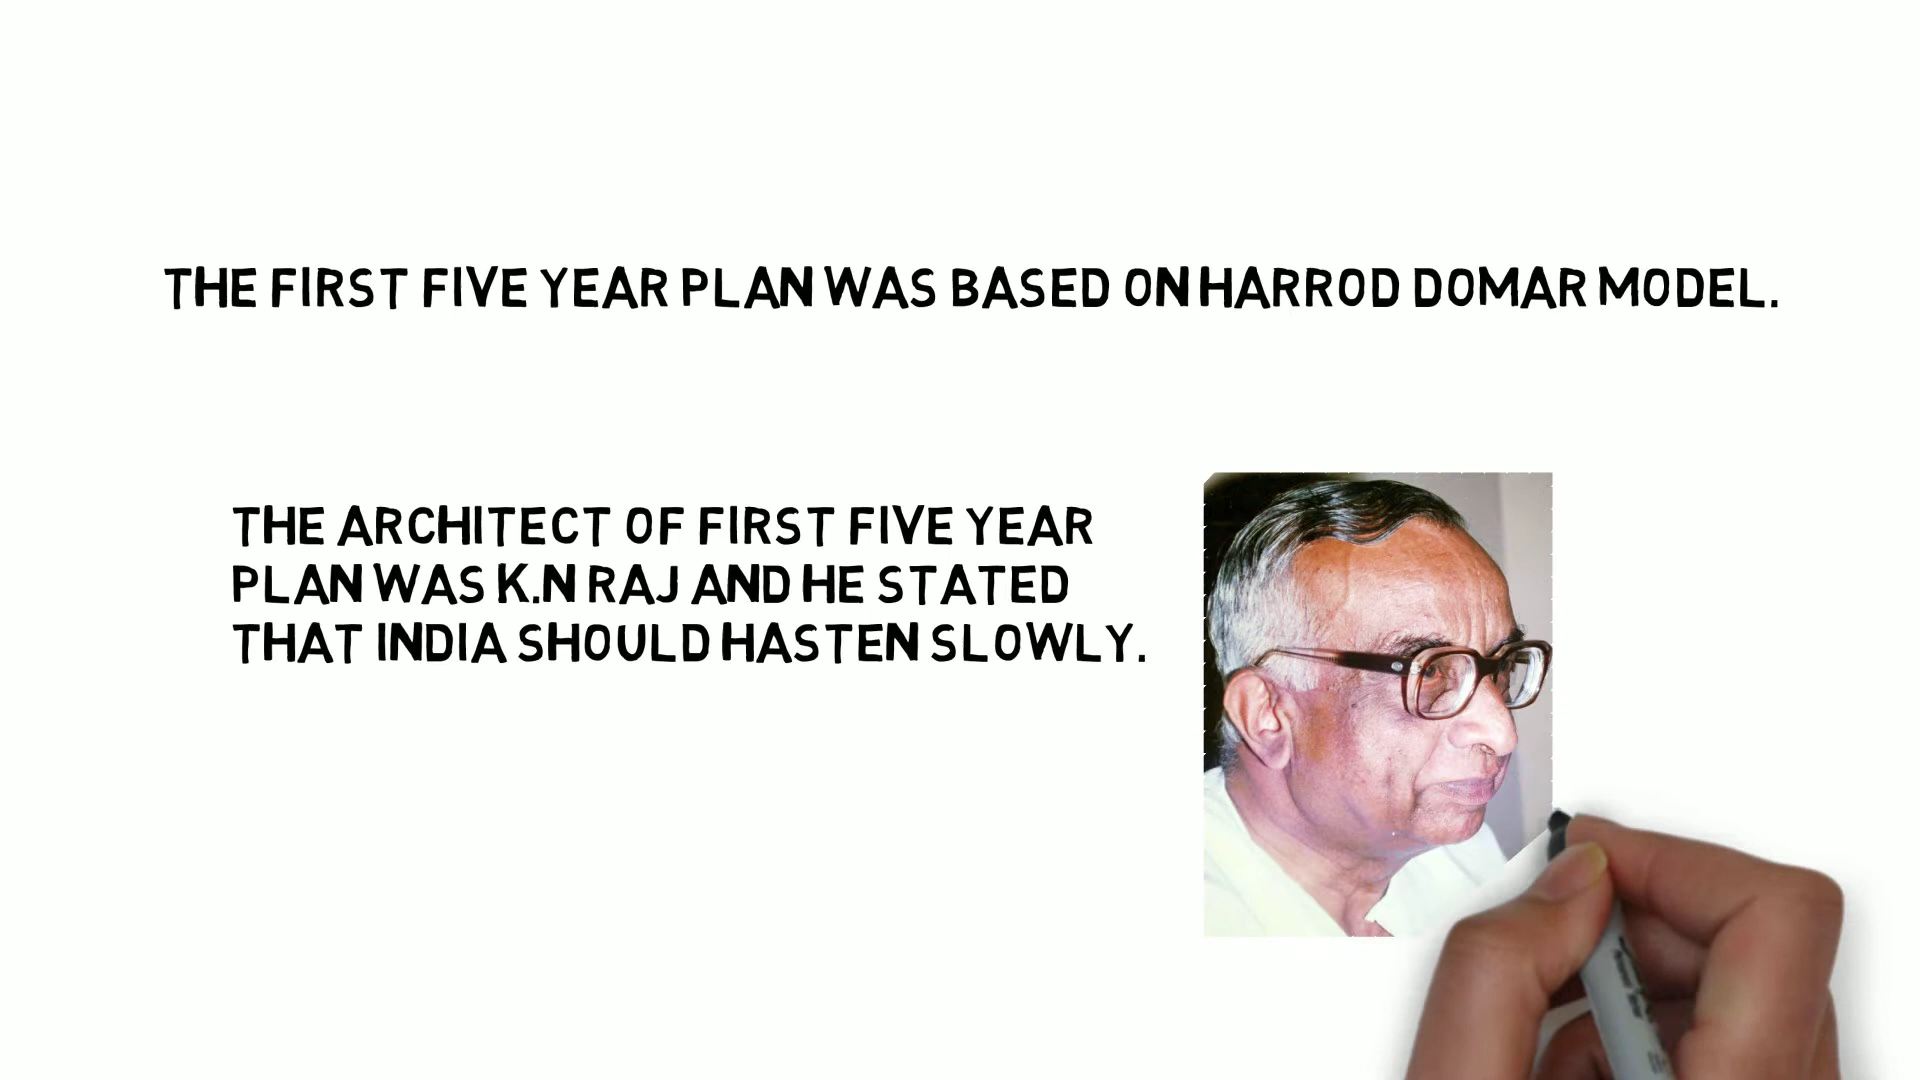 THE FIRST FIVE YEAR PLAN WAS BASED ON HARROD DOMAR MODEL.
THE ARCHITECT OF FIRST FIVE YEAR
PLAN WAS K.N RAJ AND HE STATED
THAT INDIA SHOULD HASTEN SLOWLY.